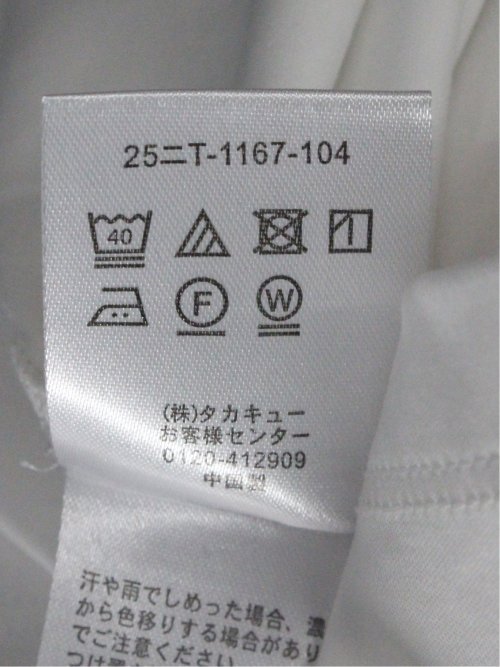 25ニT-1167-104
40
F W
(株)タカキュー
お客様センター
0120-412909
中国製
汗や雨でしめった場合、濃
から色移りする場合があり
でご注意ください